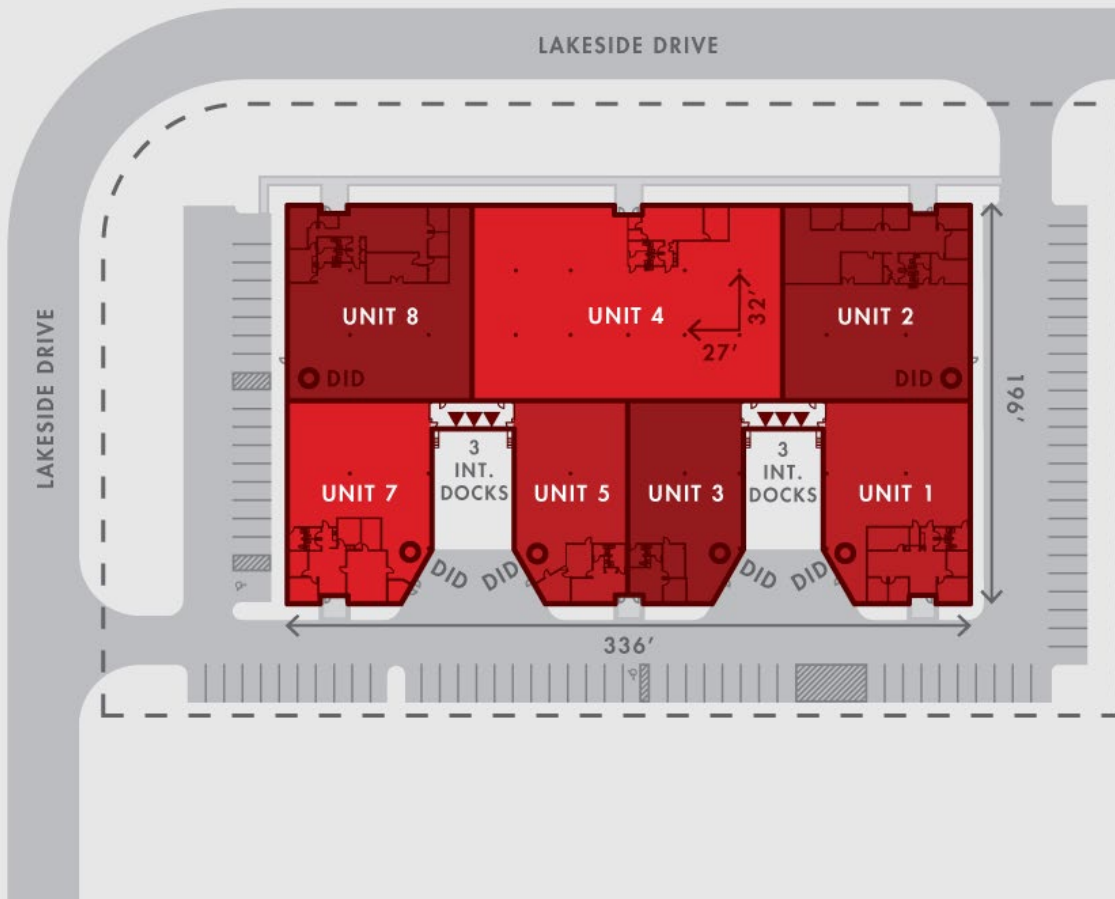 LAKESIDE DRIVE
LAKESIDE DRIVE
UNIT 8
UNIT 4
UNIT 2
32'
27'
DID
DID
196'
3
INT.
DOCKS
3
INT.
DOCKS
UNIT 7
UNIT 5
UNIT 3
UNIT 1
DID
DID
DID
DID
336'